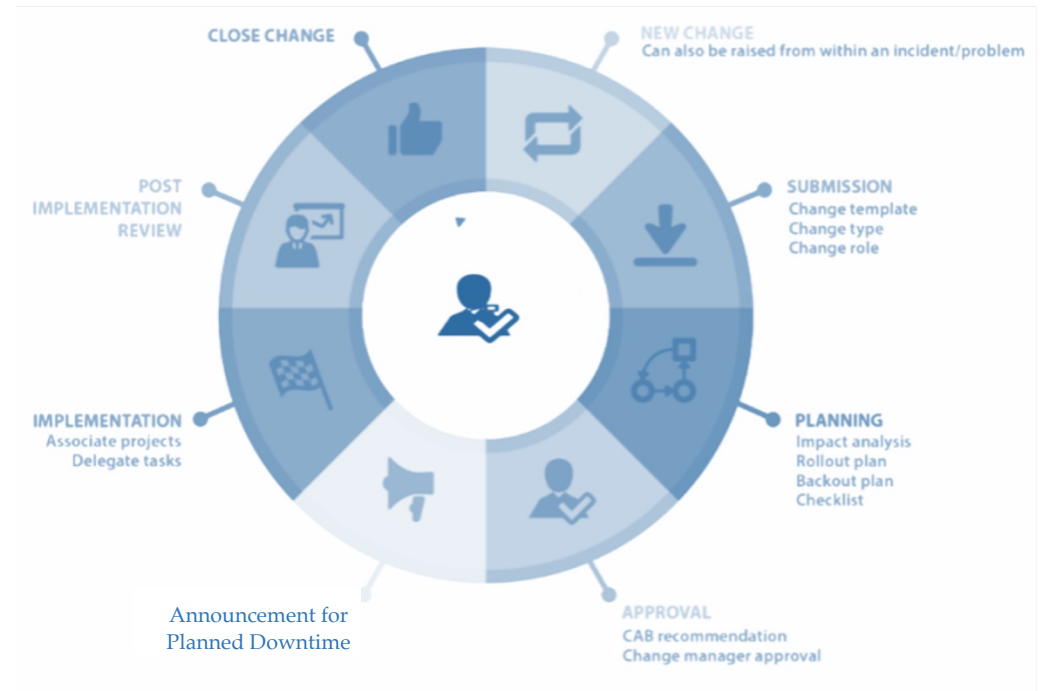 NEW CHANGE
Can also be raised from within an incident/problem
SUBMISSION
Change template
Change type
Change role
PLANNING
Impact analysis
Rollout plan
Backout plan
Checklist
APPROVAL
CAB recommendation
Change manager approval
Announcement for
Planned Downtime
IMPLEMENTATION
Associate projects
Delegate tasks
POST
IMPLEMENTATION
REVIEW
CLOSE CHANGE